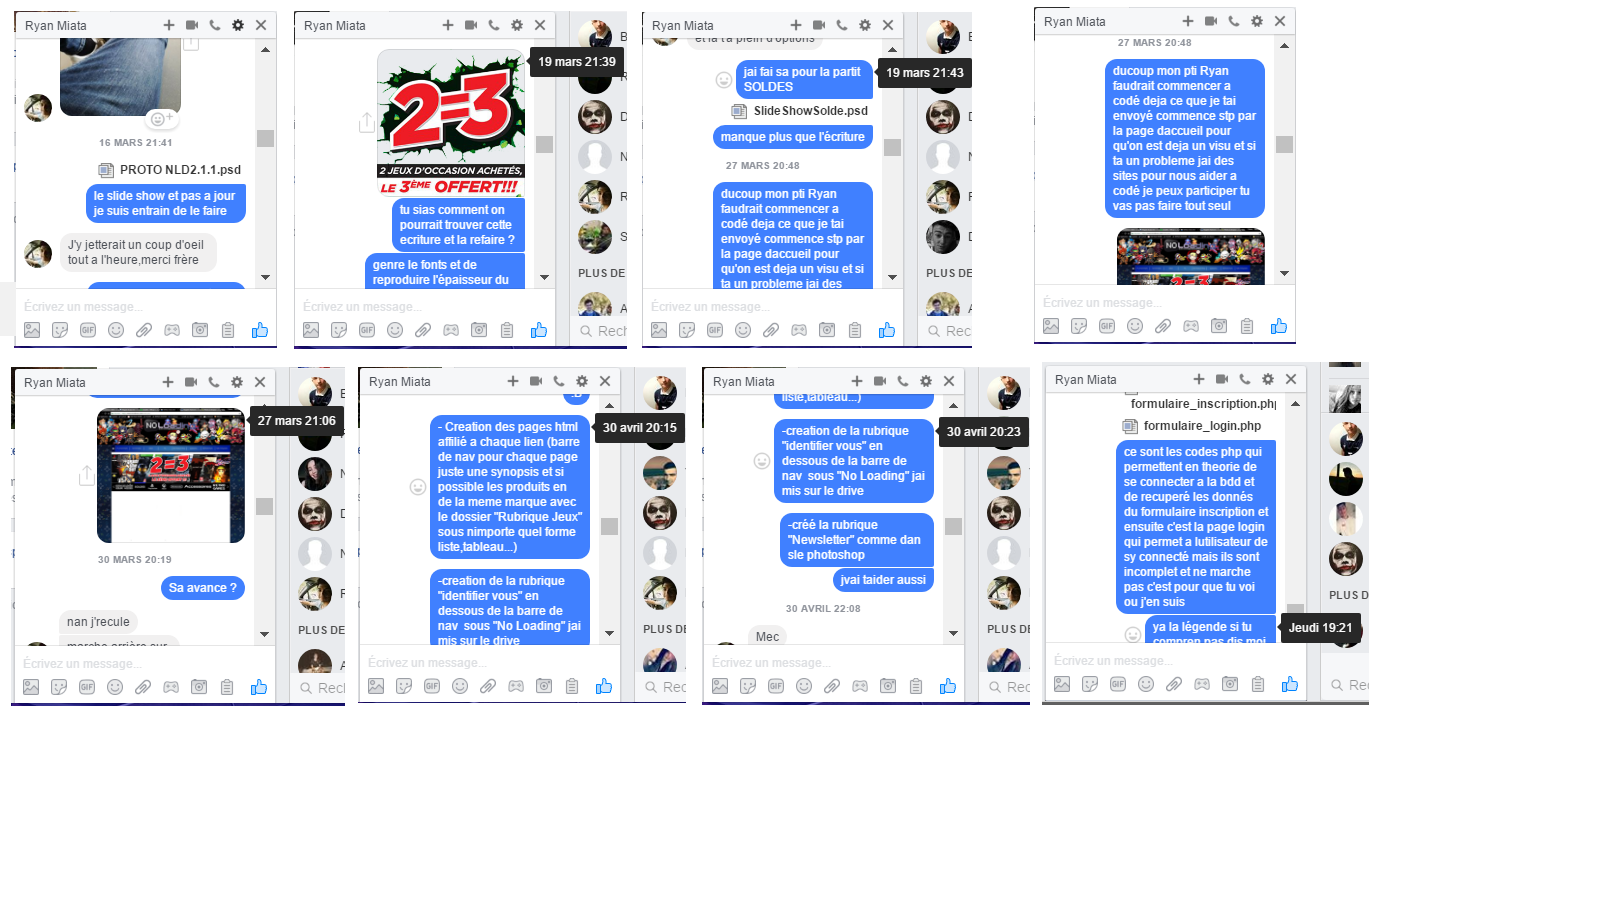 Ryan Miata
16 MARS 21:41
PROTO NLD2.1.1.psd
le slide show et pas a jour
je suis entrain de le faire
J'y jetterait un coup d'oeil
tout a l'heure,merci frère
Écrivez un message...
GIF
Ryan Miata
19 mars 21:39
2=3
2 JEUX D'OCCASION ACHETÉS,
LE 3ÈME OFFERT!!!
tu sias comment on
pourrait trouver cette
ecriture et la refaire ?
genre le fonts et de
reproduire l'épaisseur du
Écrivez un message...
GIF
B
R
D
N
R
S
PLUS DE
A
Rech
Ryan Miata
et la t'a plein d'options
19 mars 21:43
jai fai sa pour la partit
SOLDES
SlideShowSolde.psd
manque plus que l'écriture
27 MARS 20:48
ducoup mon pti Ryan
faudrait commencer a
codé deja ce que je tai
envoyé commence stp par
la page daccueil pour
qu'on est deja un visu et si
ta un probleme jai des
Écrivez un message...
GIF
PLUS DE
Rec
Ryan Miata
27 MARS 20:48
ducoup mon pti Ryan
faudrait commencer a
codé deja ce que je tai
envoyé commence stp par
la page daccueil pour
qu'on est deja un visu et si
ta un probleme jai des
sites pour nous aider a
codé je peux participer tu
vas pas faire tout seul
NOLoading
2=3
Écrivez un message...
GIF
Ryan Miata
27 mars 21:06
NOLoading
2=3
30 MARS 20:19
Sa avance ?
nan j'recule
marche arrière sur
Écrivez un message...
GIF
PLUS DE
Rech
Ryan Miata
30 avril 20:15
- Creation des pages html
affilié a chaque lien (barre
de nav pour chaque page
juste une synopsis et si
possible les produits en
de la meme marque avec
le dossier "Rubrique Jeux"
sous nimporte quel forme
liste,tableau...)
-creation de la rubrique
"identifier vous" en
dessous de la barre de
nav sous "No Loading" jai
mis sur le drive
Écrivez un message...
GIF
PLUS DE
Rec
Ryan Miata
liste,tableau...)
30 avril 20:23
-creation de la rubrique
"identifier vous" en
dessous de la barre de
nav sous "No Loading" jai
mis sur le drive
-créé la rubrique
"Newsletter" comme dan
sle photoshop
jvai taider aussi
30 AVRIL 22:08
Mec
Écrivez un message...
GIF
PLUS DE
Rec
Ryan Miata
formulaire_inscription.php
formulaire_login.php
ce sont les codes php qui
permettent en theorie de
se connecter a la bdd et
de recuperé les donnés
du formulaire inscription et
ensuite c'est la page login
qui permet a lutilisateur de
sy connecté mais ils sont
incomplet et ne marche
pas c'est pour que tu voi
ou j'en suis
Jeudi 19:21
ya la légende si tu
compren pas dis moi
Écrivez un message...
GIF
PLUS D
Rec